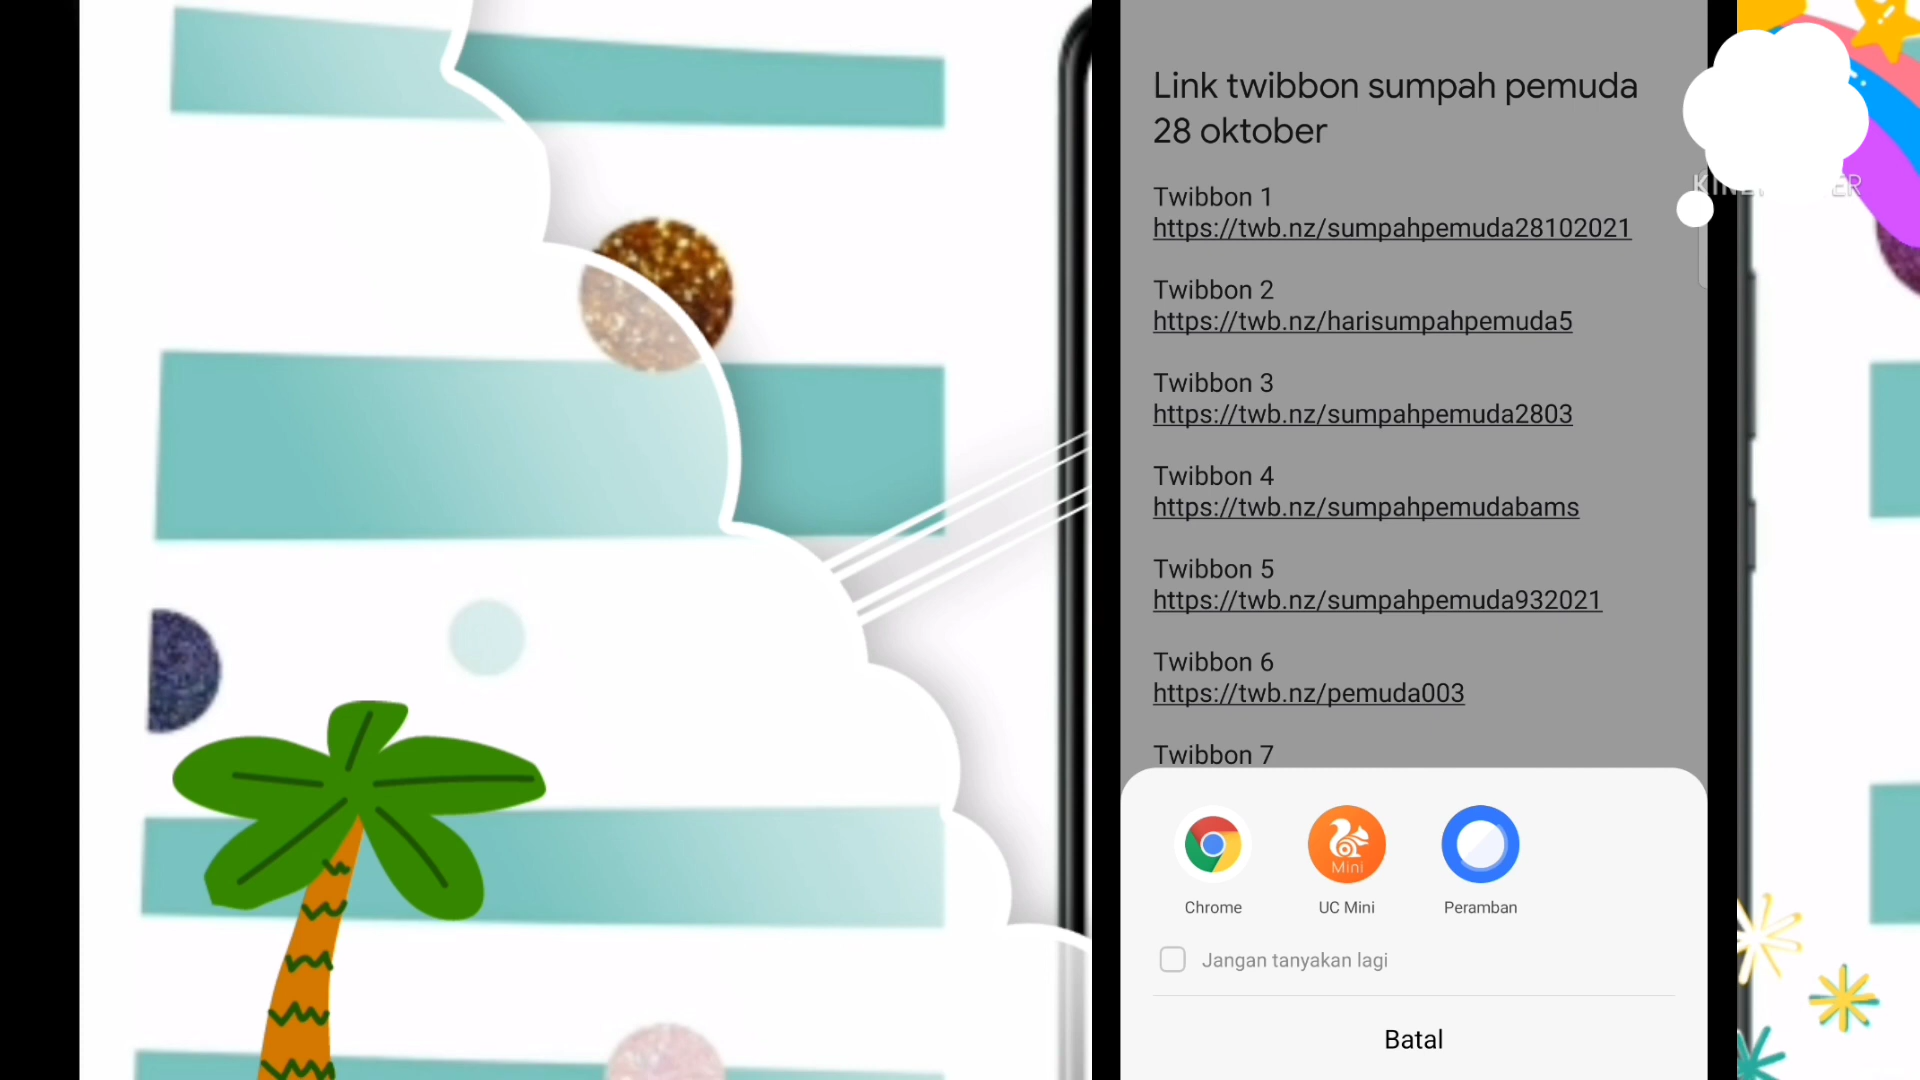 Link twibbon sumpah pemuda
28 oktober
Twibbon 1
https://twb.nz/sumpahpemuda28102021
Twibbon 2
https://twb.nz/harisumpahpemuda5
Twibbon 3
https://twb.nz/sumpahpemuda2803
Twibbon 4
https://twb.nz/sumpahpemudabams
Twibbon 5
https://twb.nz/sumpahpemuda932021
Twibbon 6
https://twb.nz/pemuda003
Twibbon 7
Mini
Chrome
UC Mini
Peramban
Jangan tanyakan lagi
Batal